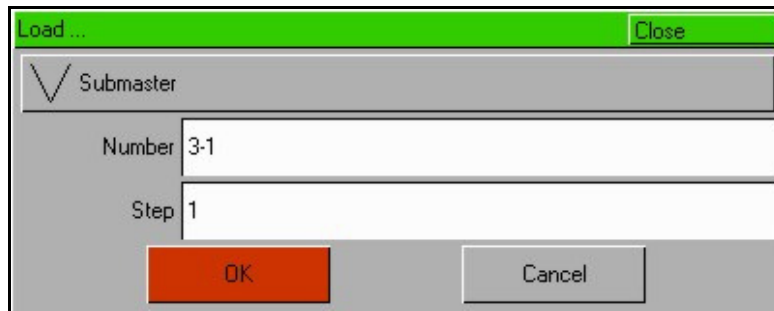 Load ... Close
Submaster
Number 3-1
Step 1
OK Cancel